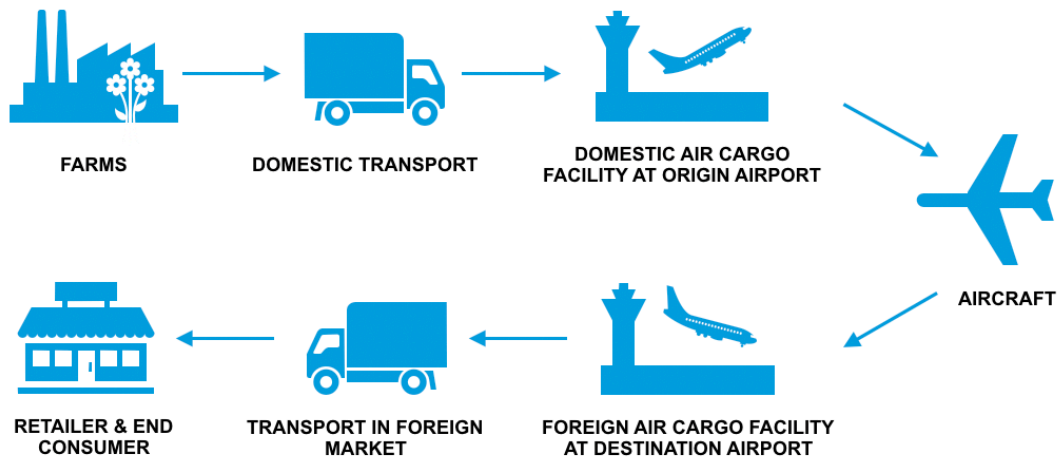 FARMS
DOMESTIC TRANSPORT
DOMESTIC AIR CARGO
FACILITY AT ORIGIN AIRPORT
AIRCRAFT
RETAILER & END
CONSUMER
TRANSPORT IN FOREIGN
MARKET
FOREIGN AIR CARGO FACILITY
AT DESTINATION AIRPORT